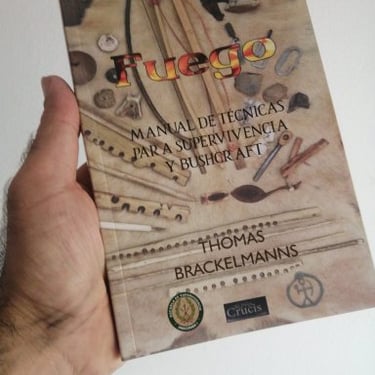 Fuego
MANUAL DE TÉCNICAS
PARA SUPERVIVENCIA
Y BUSHCRAFT
THOMAS
BRACKELMANNS
Crucis